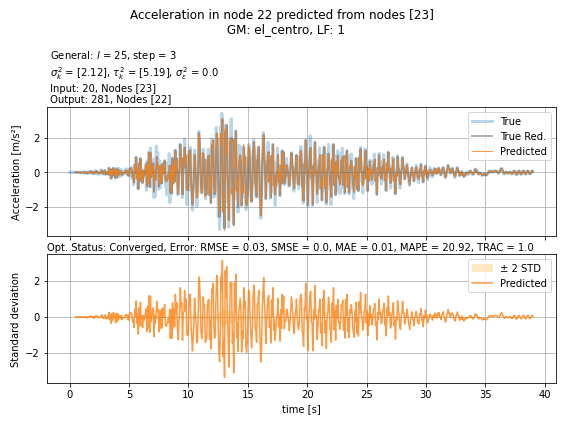 Acceleration in node 22 predicted from nodes [23]
GM: el_centro, LF: 1
General: l = 25, step = 3
σ²ₖ = [2.12], τ²ₖ = [5.19], σ²ε = 0.0
Input: 20, Nodes [23]
Output: 281, Nodes [22]
True
True Red.
Predicted
Acceleration [m/s²]
2
0
−2
Opt. Status: Converged, Error: RMSE = 0.03, SMSE = 0.0, MAE = 0.01, MAPE = 20.92, TRAC = 1.0
± 2 STD
Predicted
Standard deviation
2
0
−2
0 5 10 15 20 25 30 35 40
time [s]